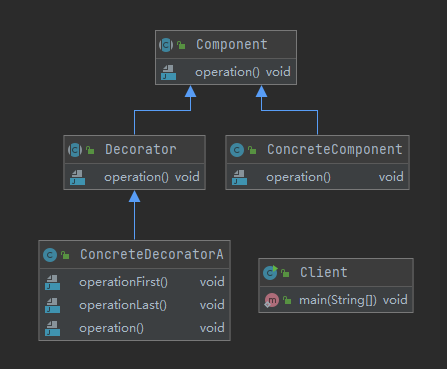 Component
operation() void
Decorator
operation() void
ConcreteComponent
operation() void
ConcreteDecoratorA
operationFirst() void
operationLast() void
operation() void
Client
main(String[]) void